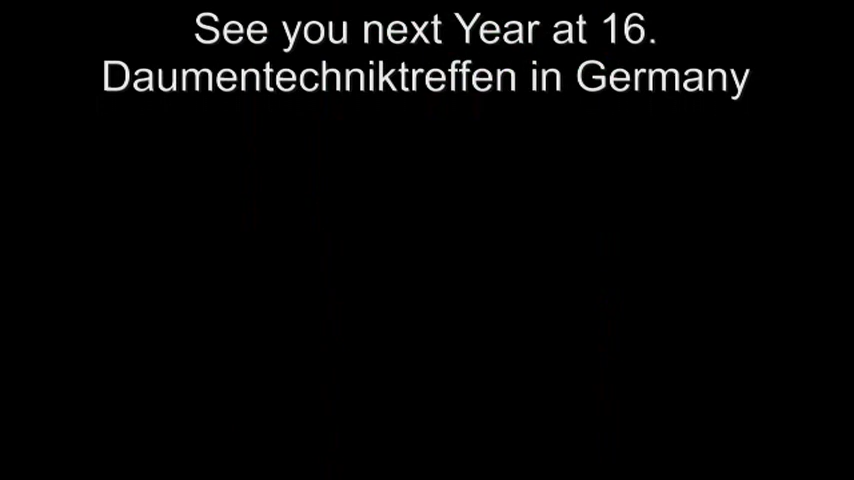 See you next Year at 16.
Daumentechniktreffen in Germany